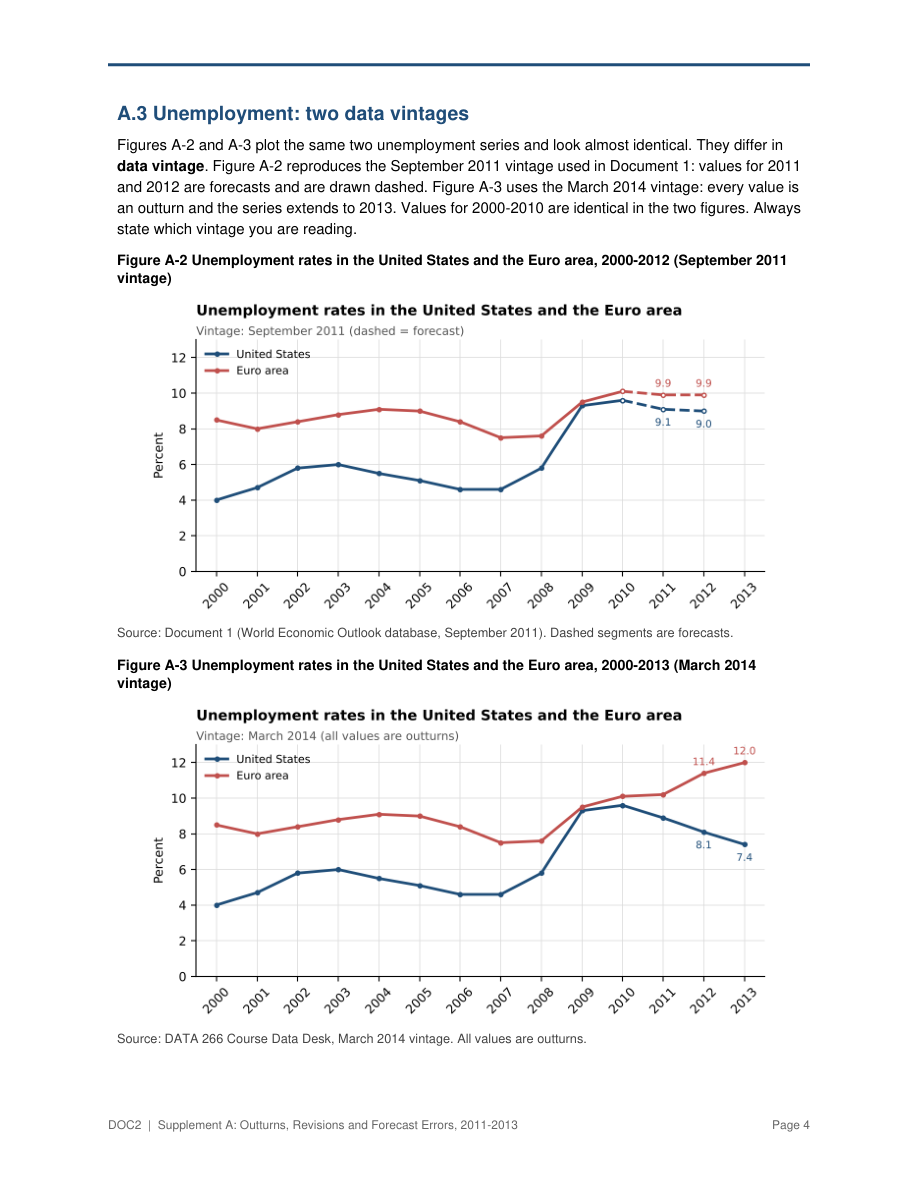 A.3 Unemployment: two data vintages
Figures A-2 and A-3 plot the same two unemployment series and look almost identical. They differ in
data vintage. Figure A-2 reproduces the September 2011 vintage used in Document 1: values for 2011
and 2012 are forecasts and are drawn dashed. Figure A-3 uses the March 2014 vintage: every value is
an outturn and the series extends to 2013. Values for 2000-2010 are identical in the two figures. Always
state which vintage you are reading.
Figure A-2 Unemployment rates in the United States and the Euro area, 2000-2012 (September 2011
vintage)
Unemployment rates in the United States and the Euro area
Vintage: September 2011 (dashed = forecast)
United States
Euro area
12
10
8
6
4
2
0
Percent
9.9 9.9
9.1 9.0
2000 2001 2002 2003 2004 2005 2006 2007 2008 2009 2010 2011 2012 2013
Source: Document 1 (World Economic Outlook database, September 2011). Dashed segments are forecasts.
Figure A-3 Unemployment rates in the United States and the Euro area, 2000-2013 (March 2014
vintage)
Unemployment rates in the United States and the Euro area
Vintage: March 2014 (all values are outturns)
United States
Euro area
12
10
8
6
4
2
0
Percent
11.4 12.0
8.1 7.4
2000 2001 2002 2003 2004 2005 2006 2007 2008 2009 2010 2011 2012 2013
Source: DATA 266 Course Data Desk, March 2014 vintage. All values are outturns.
DOC2 | Supplement A: Outturns, Revisions and Forecast Errors, 2011-2013 Page 4